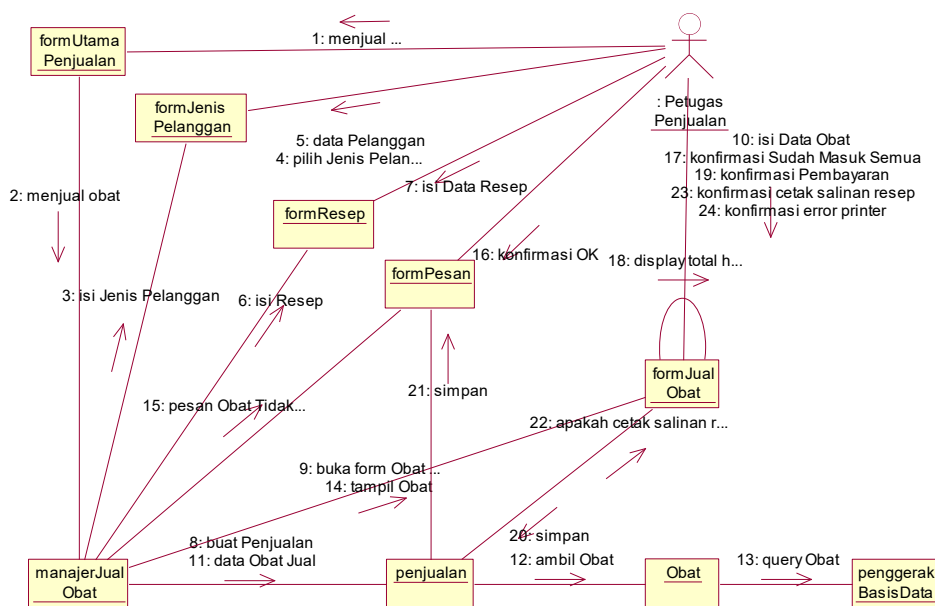 1: menjual ...
formUtama
Penjualan
formJenis
Pelanggan
: Petugas
Penjualan
5: data Pelanggan
4: pilih Jenis Pelan...
10: isi Data Obat
17: konfirmasi Sudah Masuk Semua
19: konfirmasi Pembayaran
23: konfirmasi cetak salinan resep
24: konfirmasi error printer
7: isi Data Resep
2: menjual obat
formResep
16: konfirmasi OK
18: display total h...
formPesan
3: isi Jenis Pelanggan
6: isi Resep
formJual
Obat
21: simpan
15: pesan Obat Tidak...
22: apakah cetak salinan r...
9: buka form Obat ...
14: tampil Obat
8: buat Penjualan
11: data Obat Jual
20: simpan
12: ambil Obat
13: query Obat
manajerJual
Obat
penjualan
Obat
penggerak
BasisData